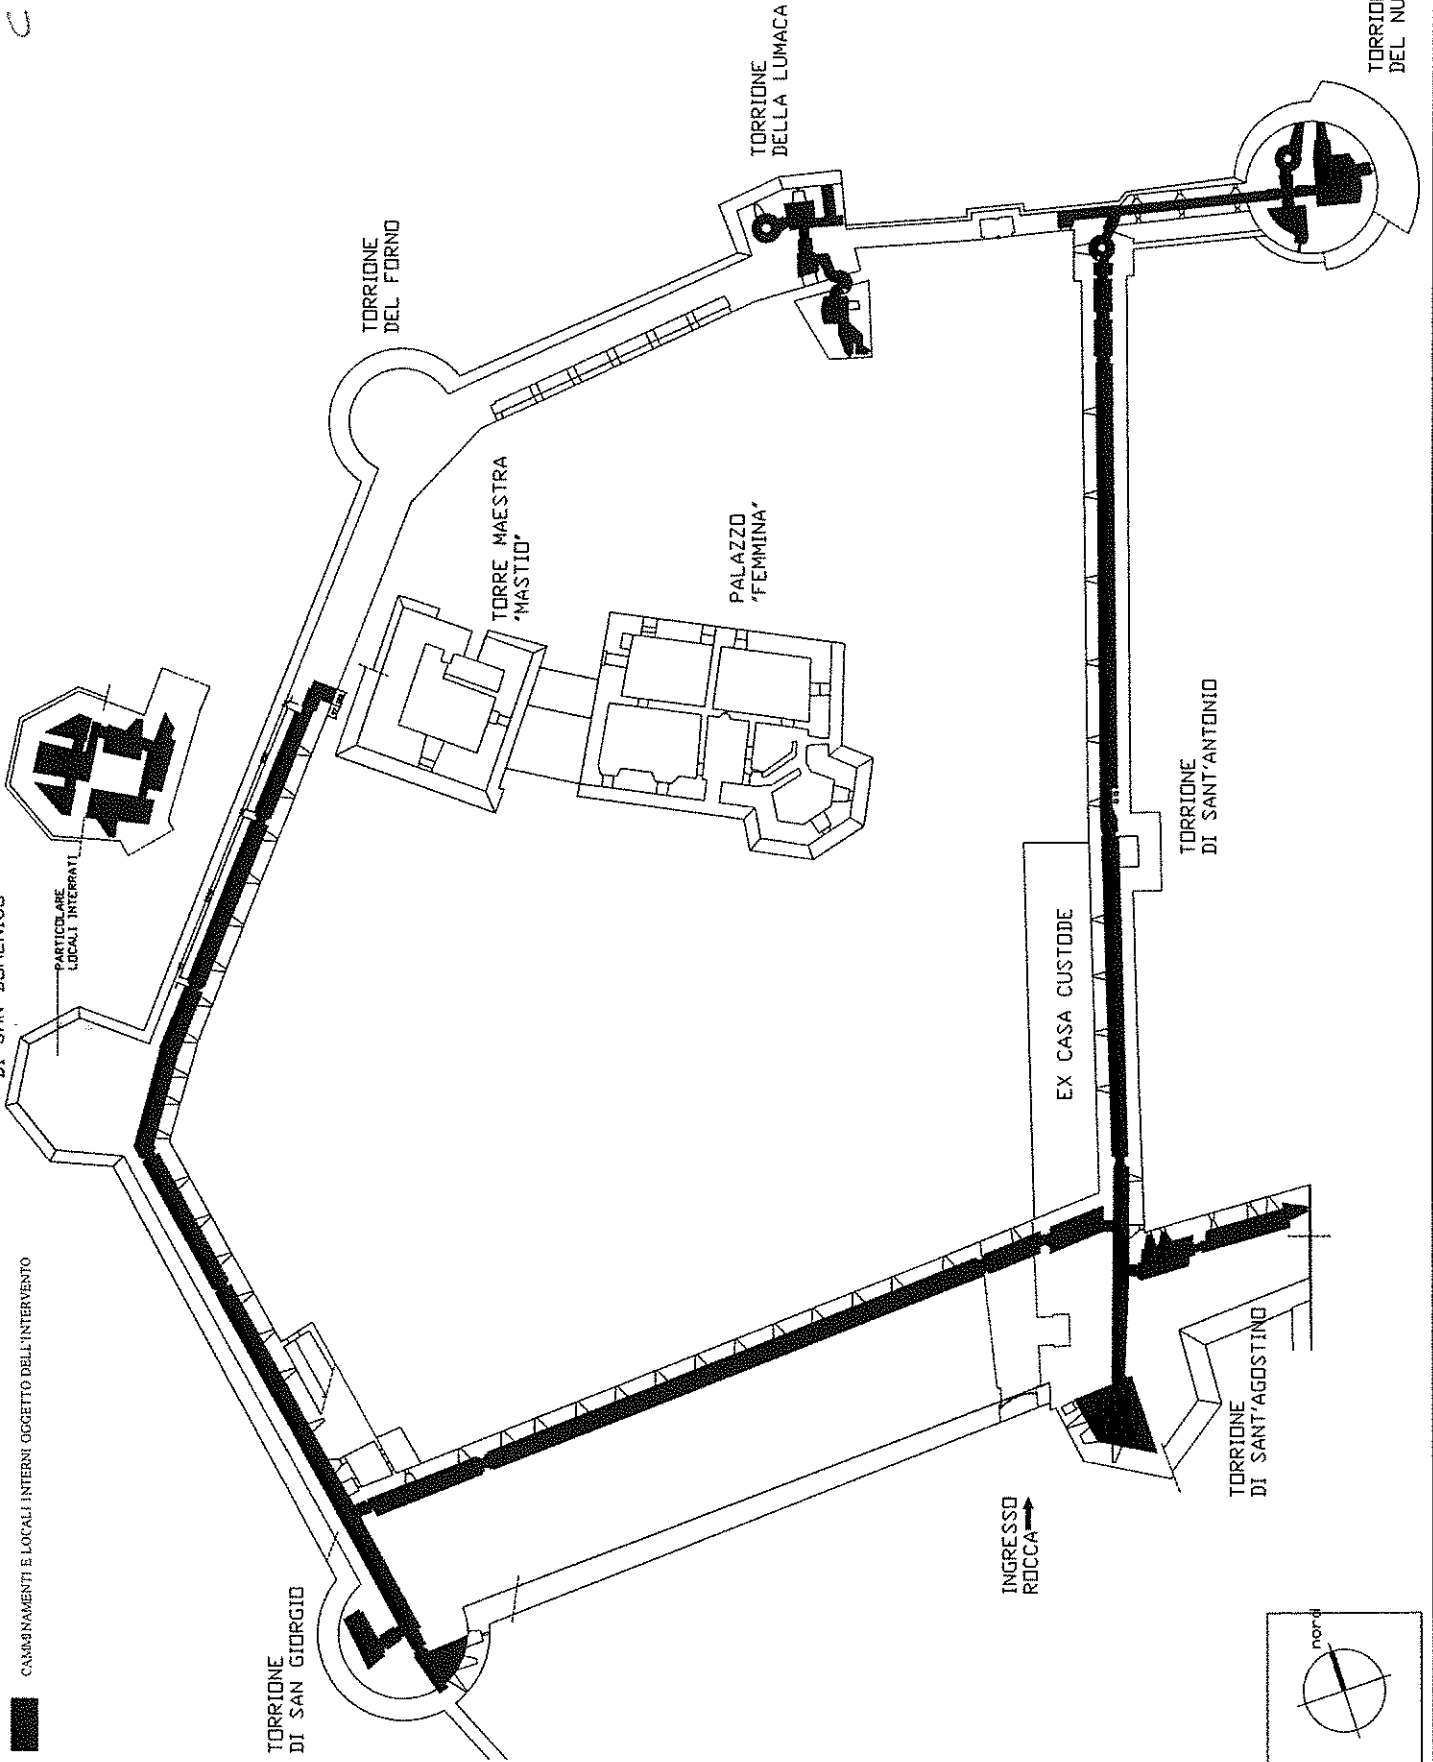 CAMMINAMENTI E LOCALI INTERNI OGGETTO DELL'INTERVENTO
TORRIONE
DI SAN GIORGIO
PARTICOLARE
LOCALI INTERRATI
TORRIONE
DEL FORNO
TORRE MAESTRA
"MASTIO"
PALAZZO
"FEMMINA"
TORRIONE
DELLA LUMACA
EX CASA CUSTODE
INGRESSO
ROCCA
TORRIONE
DI SANT'ANTONIO
TORRIONE
DI SANT'AGOSTINO
DEL
nord